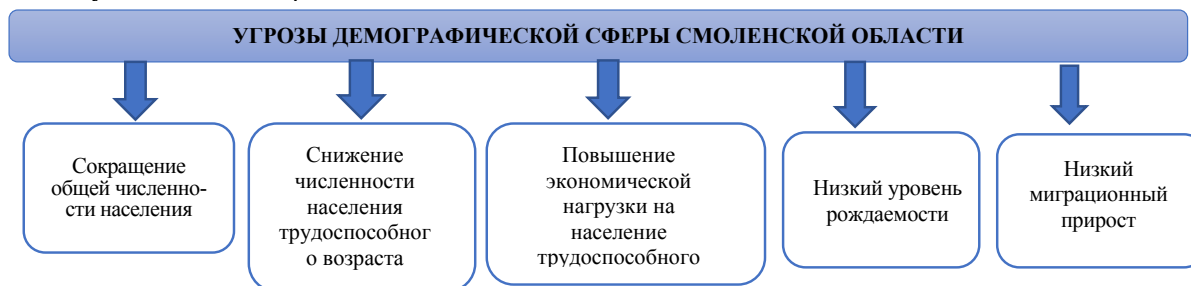 УГРОЗЫ ДЕМОГРАФИЧЕСКОЙ СФЕРЫ СМОЛЕНСКОЙ ОБЛАСТИ
Сокращение
общей численно-
сти населения
Снижение
численности
населения
трудоспособног
о возраста
Повышение
экономической
нагрузки на
население
трудоспособного
Низкий уровень
рождаемости
Низкий
миграционный
прирост